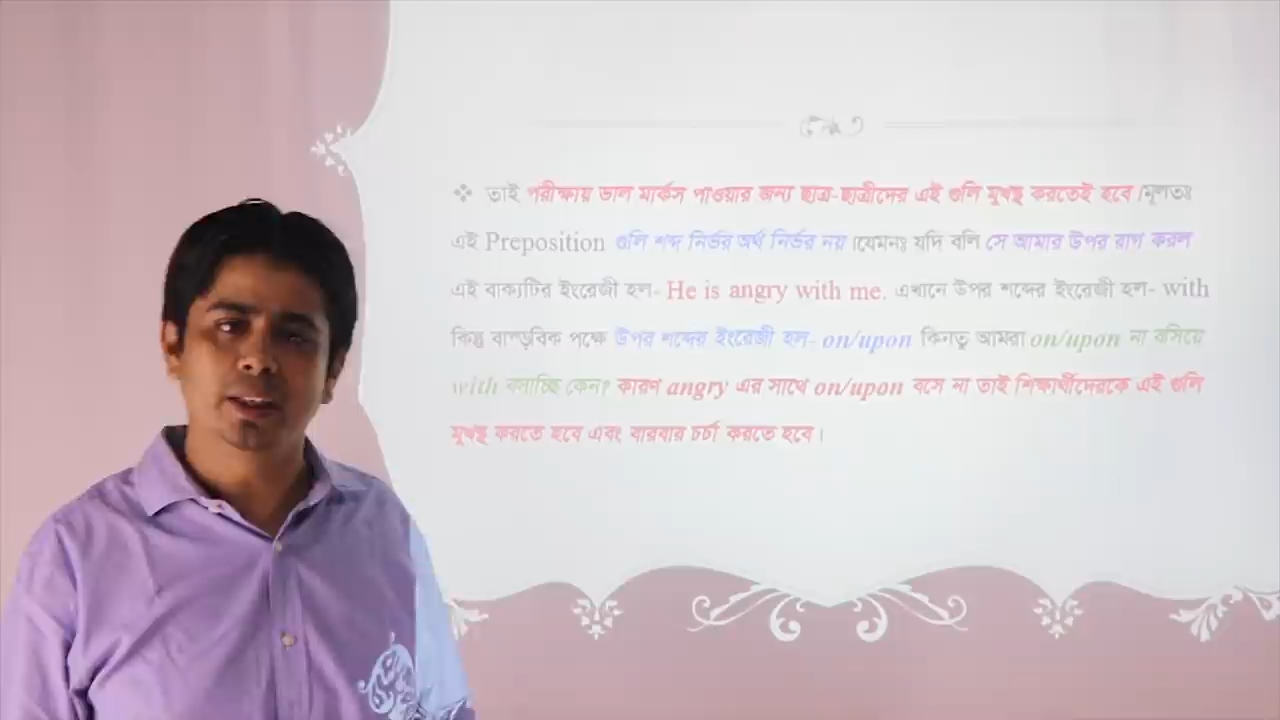 ❖ তাই পরীক্ষায় ভাল মার্কস পাওয়ার জন্য ছাত্র-ছাত্রীদের এই গুলি মুখস্থ করতেই হবে।মূলতঃ
এই Preposition গুলি শব্দ নির্ভর অর্থ নির্ভর নয়।যেমনঃ যদি বলি সে আমার উপর রাগ করল
এই বাক্যটির ইংরেজী হল- He is angry with me. এখানে উপর শব্দের ইংরেজী হল- with
কিন্তু বাস্তবিক পক্ষে উপর শব্দের ইংরেজী হল- on/upon কিনতু আমরা on/upon না বসিয়ে
with বসাচ্ছি কেন? কারণ angry এর সাথে on/upon বসে না তাই শিক্ষার্থীদেরকে এই গুলি
মুখস্থ করতে হবে এবং বারবার চর্চা করতে হবে।